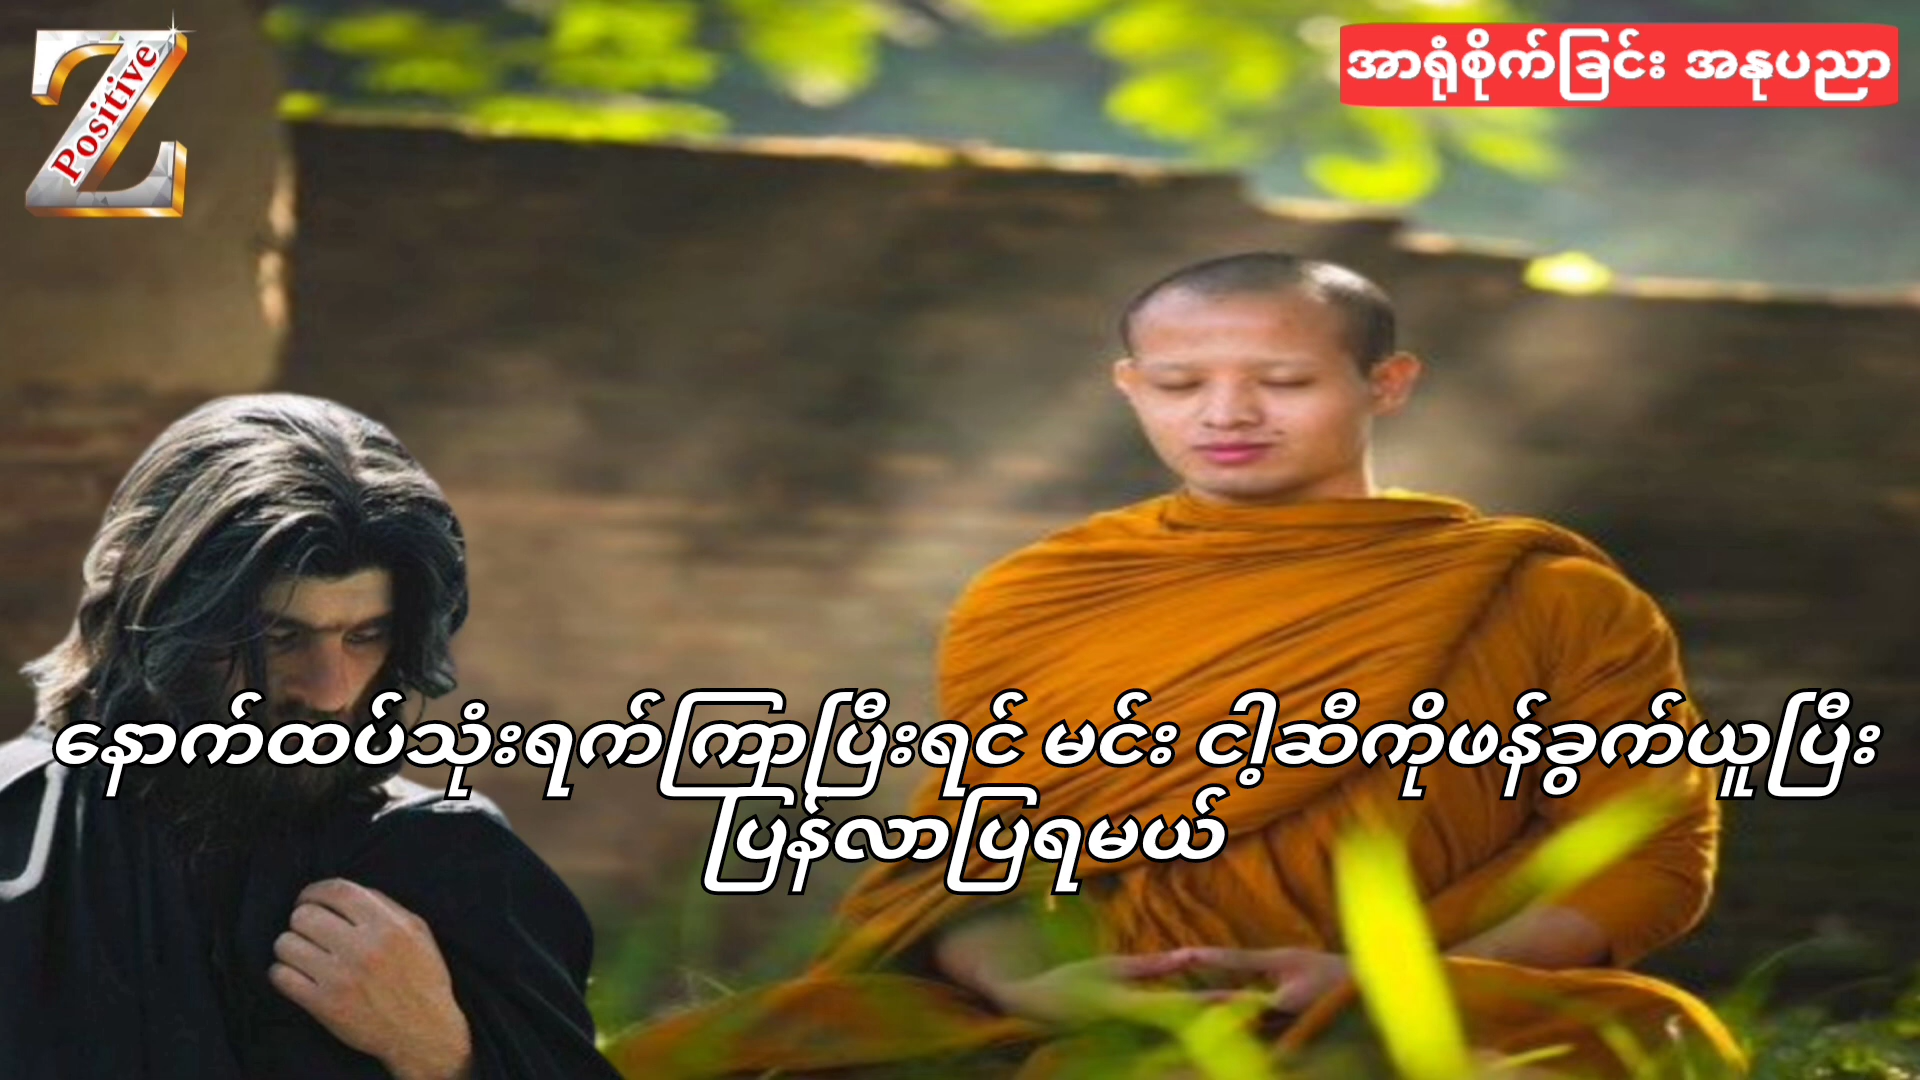 Z
Positive
အာရုံစိုက်ခြင်း အနုပညာ
နောက်ထပ်သုံးရက်ကြာပြီးရင် မင်း ငါ့ဆီကိုဖန်ခွက်ယူပြီး
ပြန်လာပြရမယ်